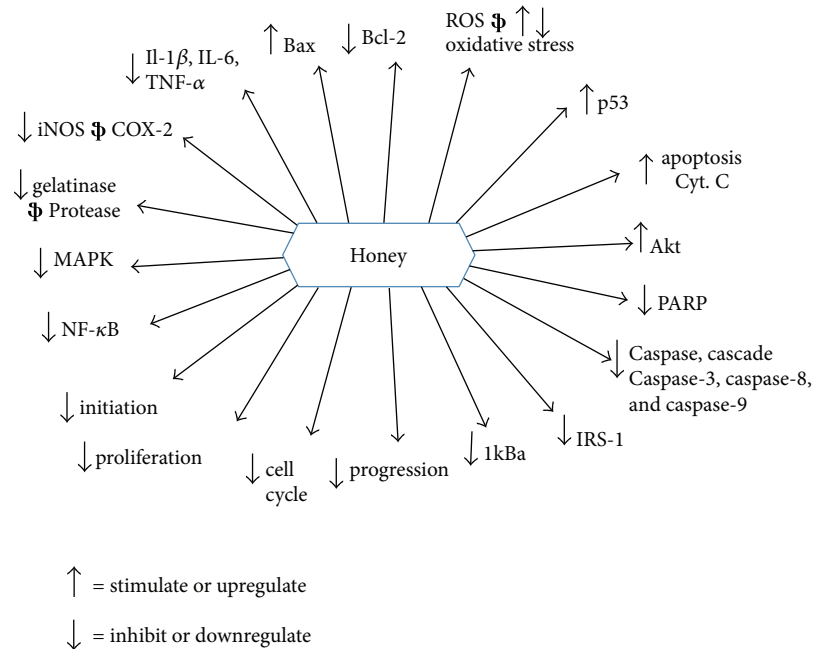 ROS & ↑ ↓
oxidative stress
↑ Bax
↓ Bcl-2
↓ Il-1β, IL-6,
TNF-α
↑ p53
↓ iNOS & COX-2
↑ apoptosis
Cyt. C
↓ gelatinase
& Protease
↑ Akt
Honey
↓ MAPK
↓ PARP
↓ NF-κB
↓ Caspase, cascade
Caspase-3, caspase-8,
and caspase-9
↓ initiation
↓ IRS-1
↓ 1kBa
↓ proliferation
↓ cell
cycle
↓ progression
↑ = stimulate or upregulate
↓ = inhibit or downregulate